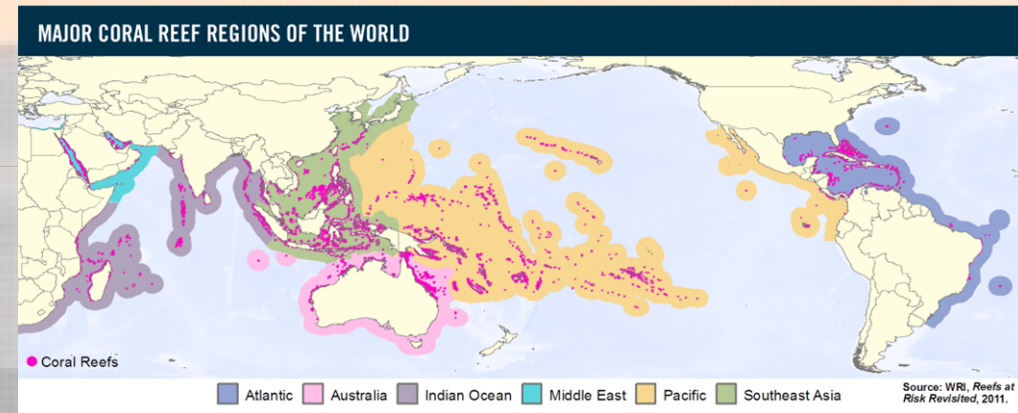 MAJOR CORAL REEF REGIONS OF THE WORLD
Coral Reefs
Atlantic Australia Indian Ocean Middle East Pacific Southeast Asia
Source: WRI, Reefs at
Risk Revisited, 2011.